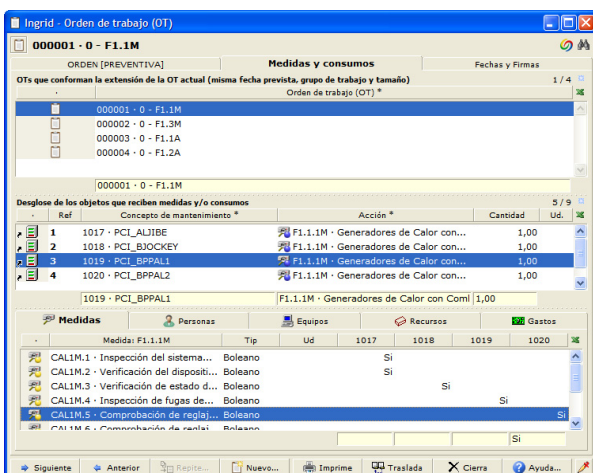 Ingrid - Orden de trabajo (OT)
000001 · 0 - F1.1M
ORDEN [PREVENTIVA] Medidas y consumos Fechas y Firmas
OTs que conforman la extensión de la OT actual (misma fecha prevista, grupo de trabajo y tamaño) 1 / 4
· Orden de trabajo (OT) *
000001 · 0 - F1.1M
000002 · 0 - F1.3M
000003 · 0 - F1.1A
000004 · 0 - F1.2A
000001 · 0 - F1.1M
Desglose de los objetos que reciben medidas y/o consumos 5 / 9
· Ref Concepto de mantenimiento * Acción * Cantidad Ud.
1 1017 · PCI_ALJIBE F1.1.1M · Generadores de Calor con... 1,00
2 1018 · PCI_BJOCKEY F1.1.1M · Generadores de Calor con... 1,00
3 1019 · PCI_BPPAL1 F1.1.1M · Generadores de Calor con... 1,00
4 1020 · PCI_BPPAL2 F1.1.1M · Generadores de Calor con... 1,00
1019 · PCI_BPPAL1 F1.1.1M · Generadores de Calor con Coml 1,00
Medidas Personas Equipos Recursos Gastos
· Medida: F1.1.1M Tip Ud 1017 1018 1019 1020
CAL1M.1 · Inspección del sistema... Boleano Si
CAL1M.2 · Verificación del dispositi... Boleano Si
CAL1M.3 · Verificación de estado d... Boleano Si
CAL1M.4 · Inspección de fugas de... Boleano Si
CAL1M.5 · Comprobación de reglaj... Boleano Si
CAL1M.6 · Comprobación de reglaj... Boleano
Si
Siguiente Anterior Repite... Nuevo... Imprime Traslada Cierra Ayuda...